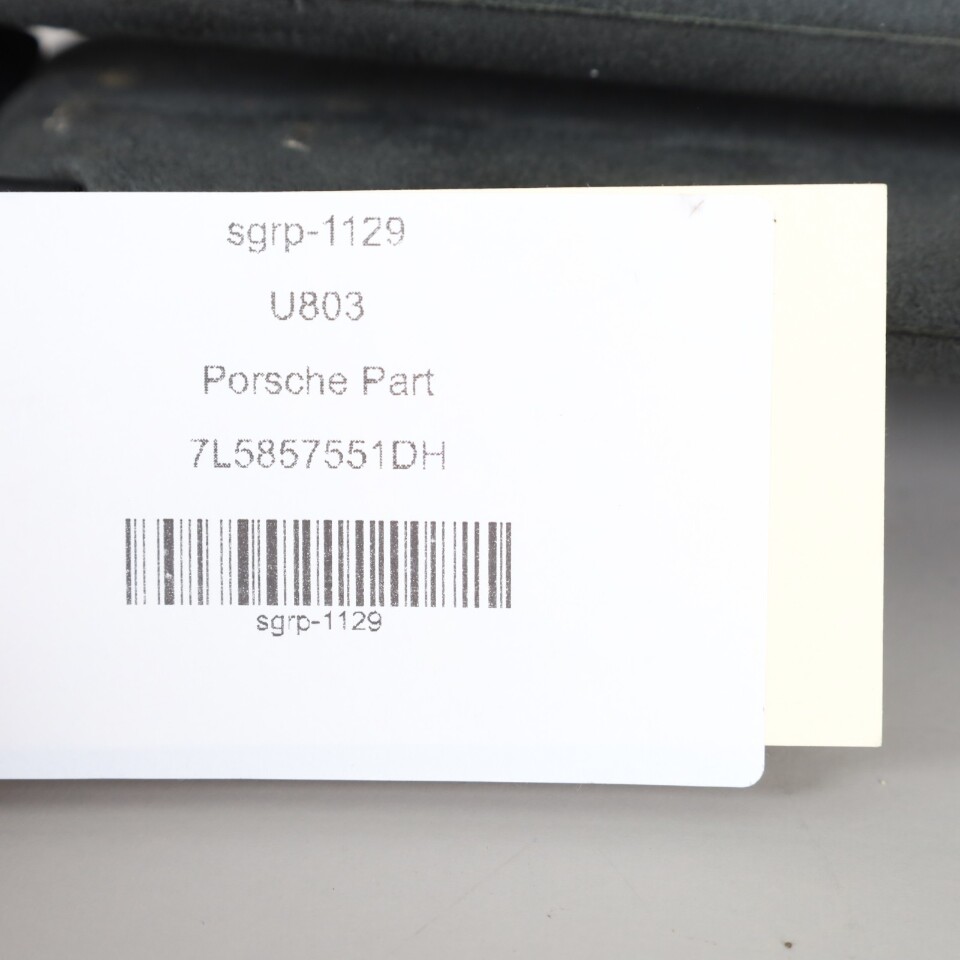 sgrp-1129
U803
Porsche Part
7L5857551DH
sgrp-1129